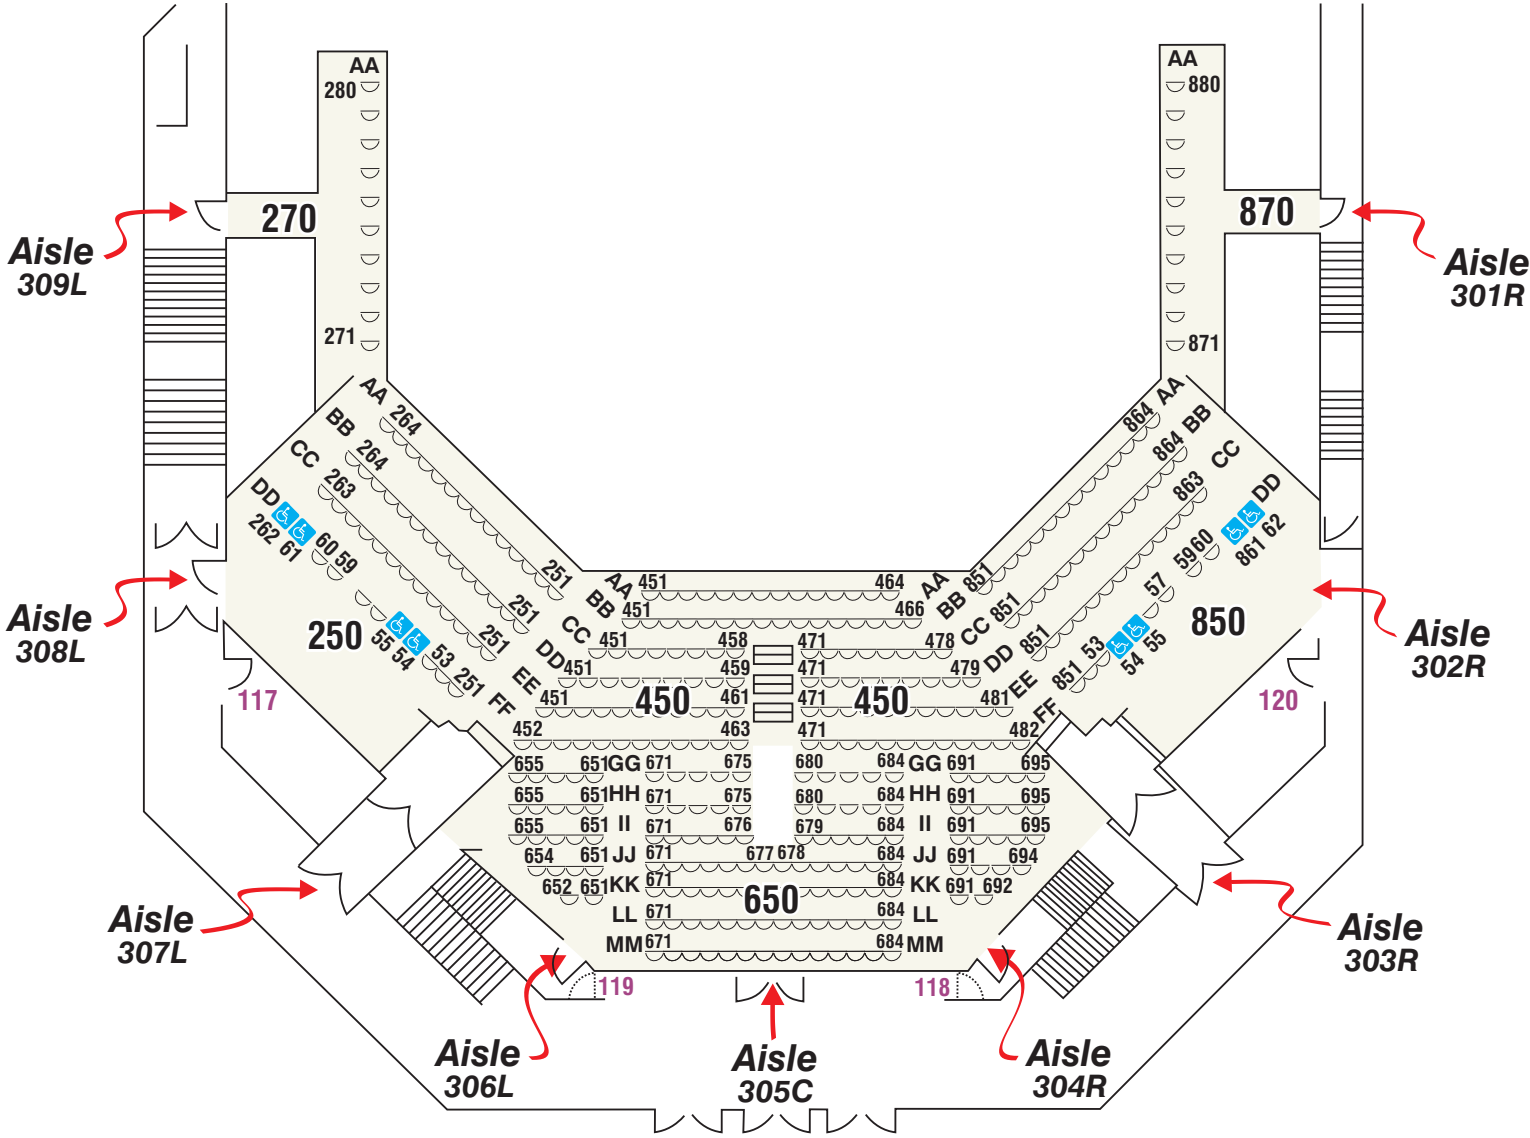 AA
280
271
270
Aisle
309L
AA
880
871
870
Aisle
301R
AA
264
251
BB
264
251
CC
263
251
DD
262 61
60 59
55 54
53
251
250
Aisle
308L
117
AA
864
851
BB
864
851
CC
863
851
DD
861 62
59 60
57
54 55
53
851
850
Aisle
302R
120
AA 451 464 AA
BB 451 466 BB
CC 451 458 471 478 CC
DD 451 459 471 479 DD
EE 451 461 471 481 EE
FF 452 463 471 482 FF
450 450
655 651 GG 671 675 680 684 GG 691 695
655 651 HH 671 675 680 684 HH 691 695
655 651 II 671 676 679 684 II 691 695
654 651 JJ 671 677 678 684 JJ 691 694
652 651 KK 671 684 KK 691 692
650
LL 671 684 LL
MM 671 684 MM
119
118
Aisle
307L
Aisle
303R
Aisle
306L
Aisle
305C
Aisle
304R